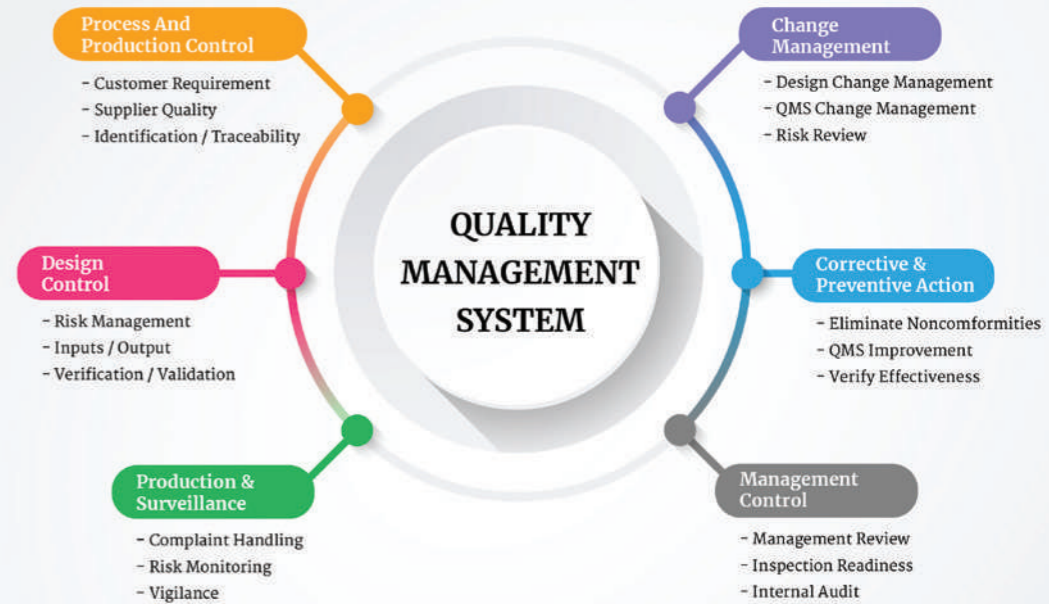 Process And
Production Control
- Customer Requirement
- Supplier Quality
- Identification / Traceability
Design
Control
- Risk Management
- Inputs / Output
- Verification / Validation
Production &
Surveillance
- Complaint Handling
- Risk Monitoring
- Vigilance
QUALITY
MANAGEMENT
SYSTEM
Change
Management
- Design Change Management
- QMS Change Management
- Risk Review
Corrective &
Preventive Action
- Eliminate Noncomformities
- QMS Improvement
- Verify Effectiveness
Management
Control
- Management Review
- Inspection Readiness
- Internal Audit